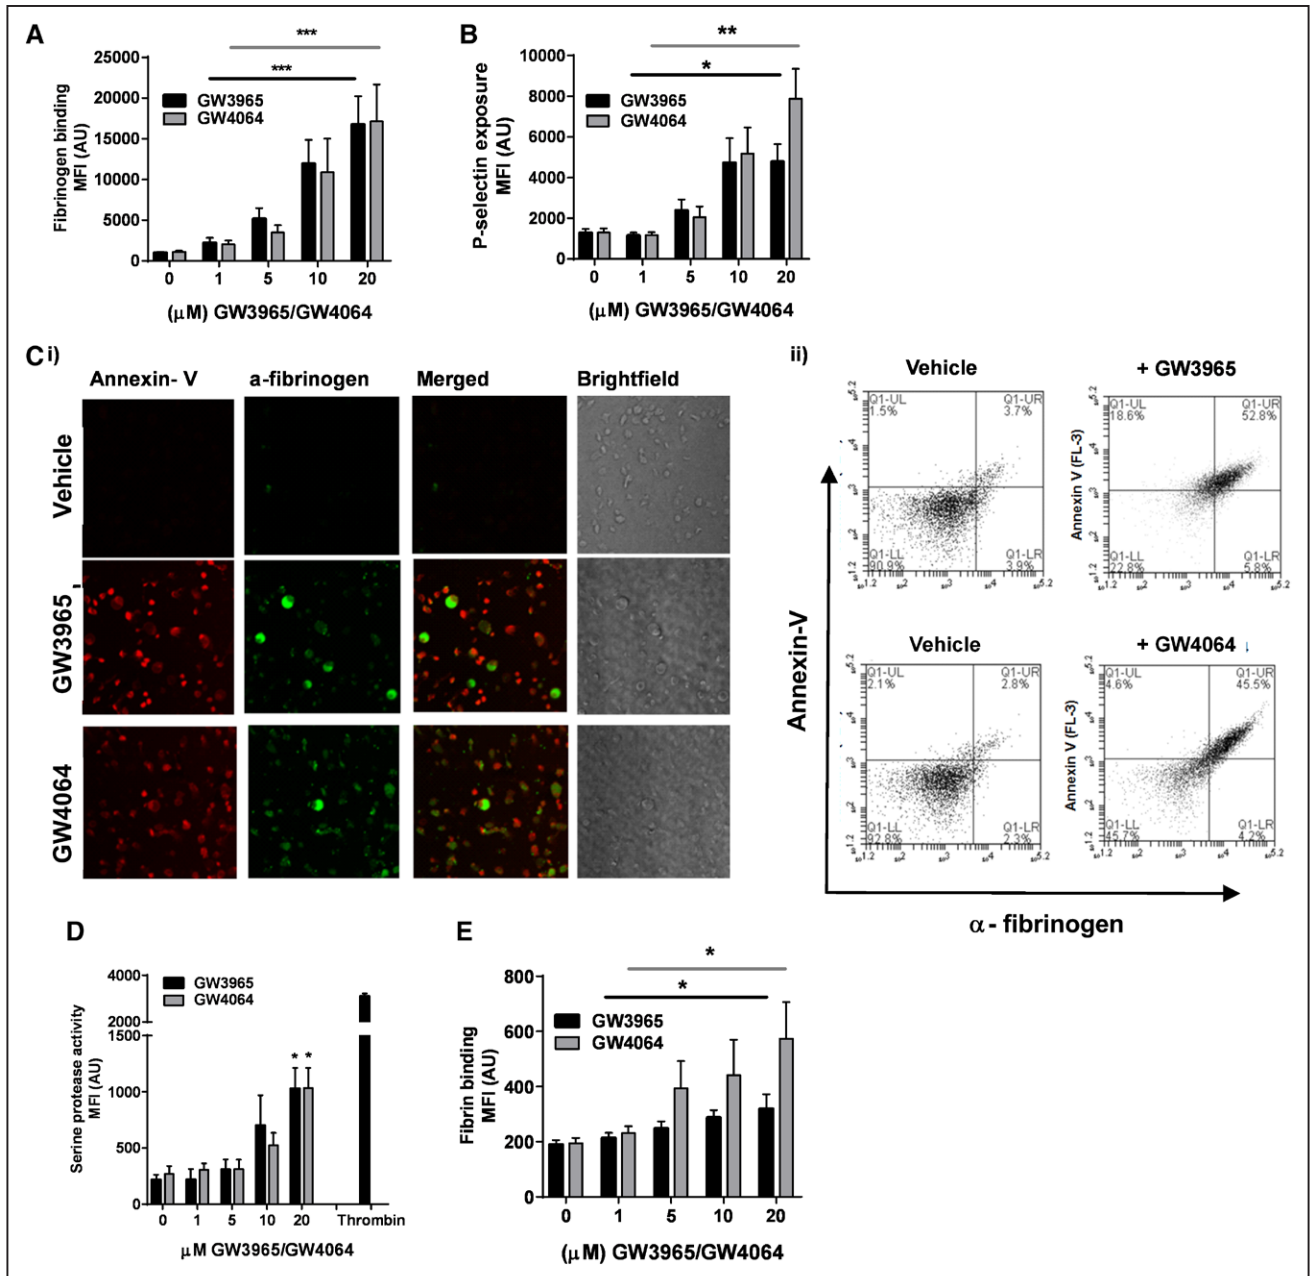 A
***
***
25000
20000
15000
10000
5000
0
Fibrinogen binding
MFI (AU)
GW3965
GW4064
0 1 5 10 20
(μM) GW3965/GW4064
B
**
*
10000
8000
6000
4000
2000
0
P-selectin exposure
MFI (AU)
GW3965
GW4064
0 1 5 10 20
(μM) GW3965/GW4064
C i)
Annexin- V a-fibrinogen Merged Brightfield
Vehicle
GW3965
GW4064
ii)
Vehicle
Q1-UL Q1-UR
1.5% 3.7%
Q1-LL Q1-LR
90.9% 3.9%
+ GW3965
Annexin V (FL-3)
Q1-UL Q1-UR
18.6% 52.8%
Q1-LL Q1-LR
22.8% 5.8%
Vehicle
Q1-UL Q1-UR
2.1% 2.8%
Q1-LL Q1-LR
92.8% 2.3%
+ GW4064 ↓
Annexin V (FL-3)
Q1-UL Q1-UR
4.6% 45.5%
Q1-LL Q1-LR
45.7% 4.2%
Annexin-V
α - fibrinogen
D
4000
2000
1500
1000
500
0
Serine protease activity
MFI (AU)
GW3965
GW4064
* *
0 1 5 10 20 Thrombin
μM GW3965/GW4064
E
*
*
800
600
400
200
0
Fibrin binding
MFI (AU)
GW3965
GW4064
0 1 5 10 20
(μM) GW3965/GW4064